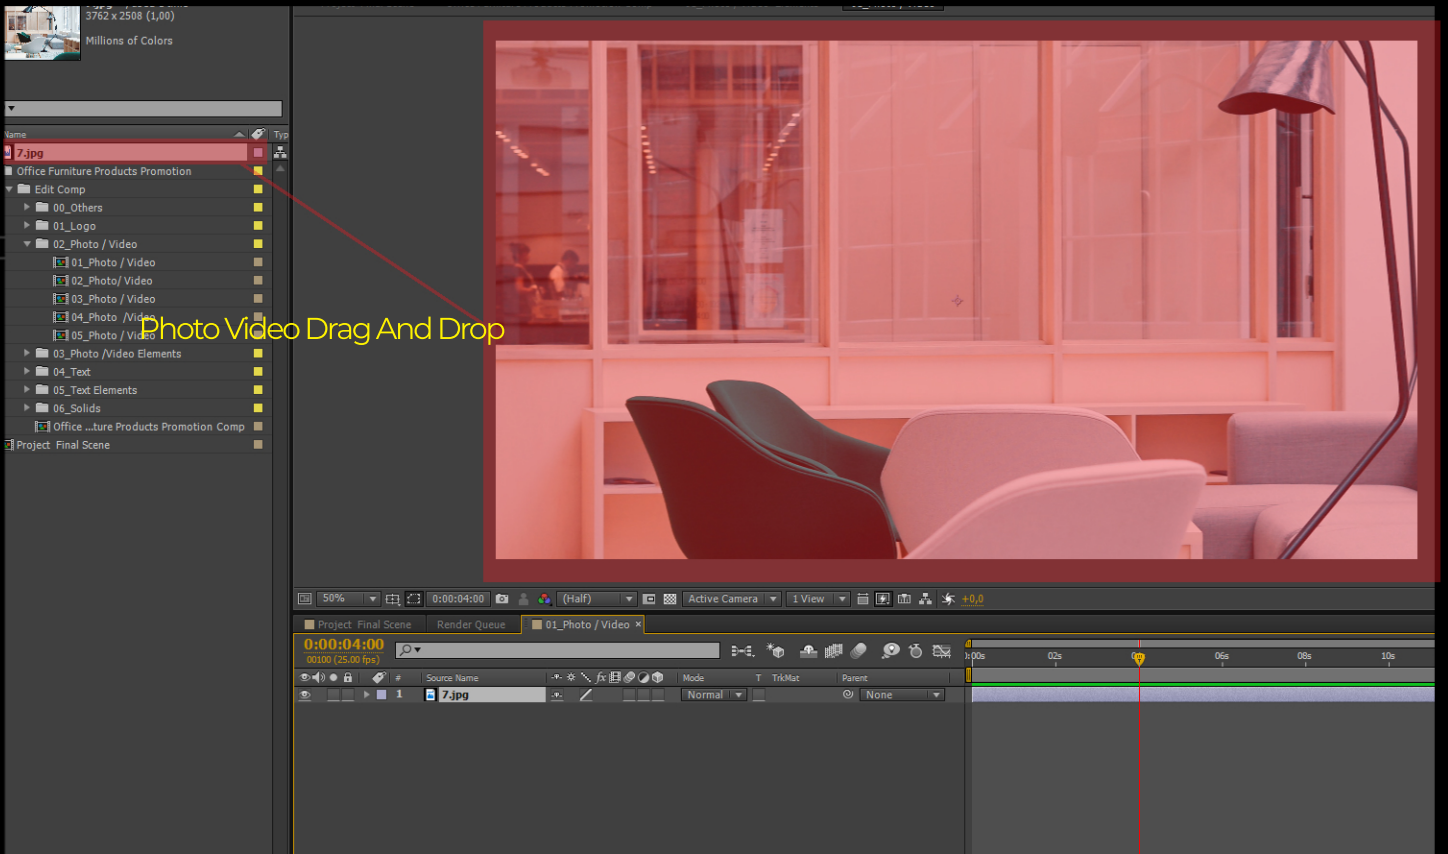 3762 x 2508 (1,00)
Millions of Colors
Name
Typ
7.jpg
Office Furniture Products Promotion
Edit Comp
00_Others
01_Logo
02_Photo / Video
01_Photo / Video
02_Photo/ Video
03_Photo / Video
04_Photo /Video
05_Photo / Video
Photo Video Drag And Drop
03_Photo /Video Elements
04_Text
05_Text Elements
06_Solids
Office ...ture Products Promotion Comp
Project Final Scene
50%
0:00:04:00
(Half)
Active Camera
1 View
+0,0
Project Final Scene
Render Queue
01_Photo / Video ×
0:00:04:00
00100 (25.00 fps)
02s
06s
08s
10s
#
Source Name
fx
Mode
T
TrkMat
Parent
1
7.jpg
Normal
None